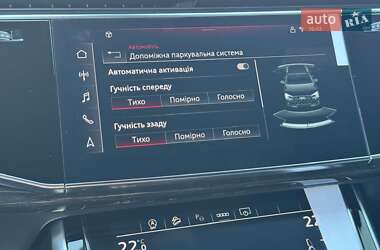 auto RIA
Автомобіль
Допоміжна паркувальна система
Автоматична активація
Гучність спереду
Тихо Помірно Голосно
Гучність ззаду
Тихо Помірно Голосно
22 22